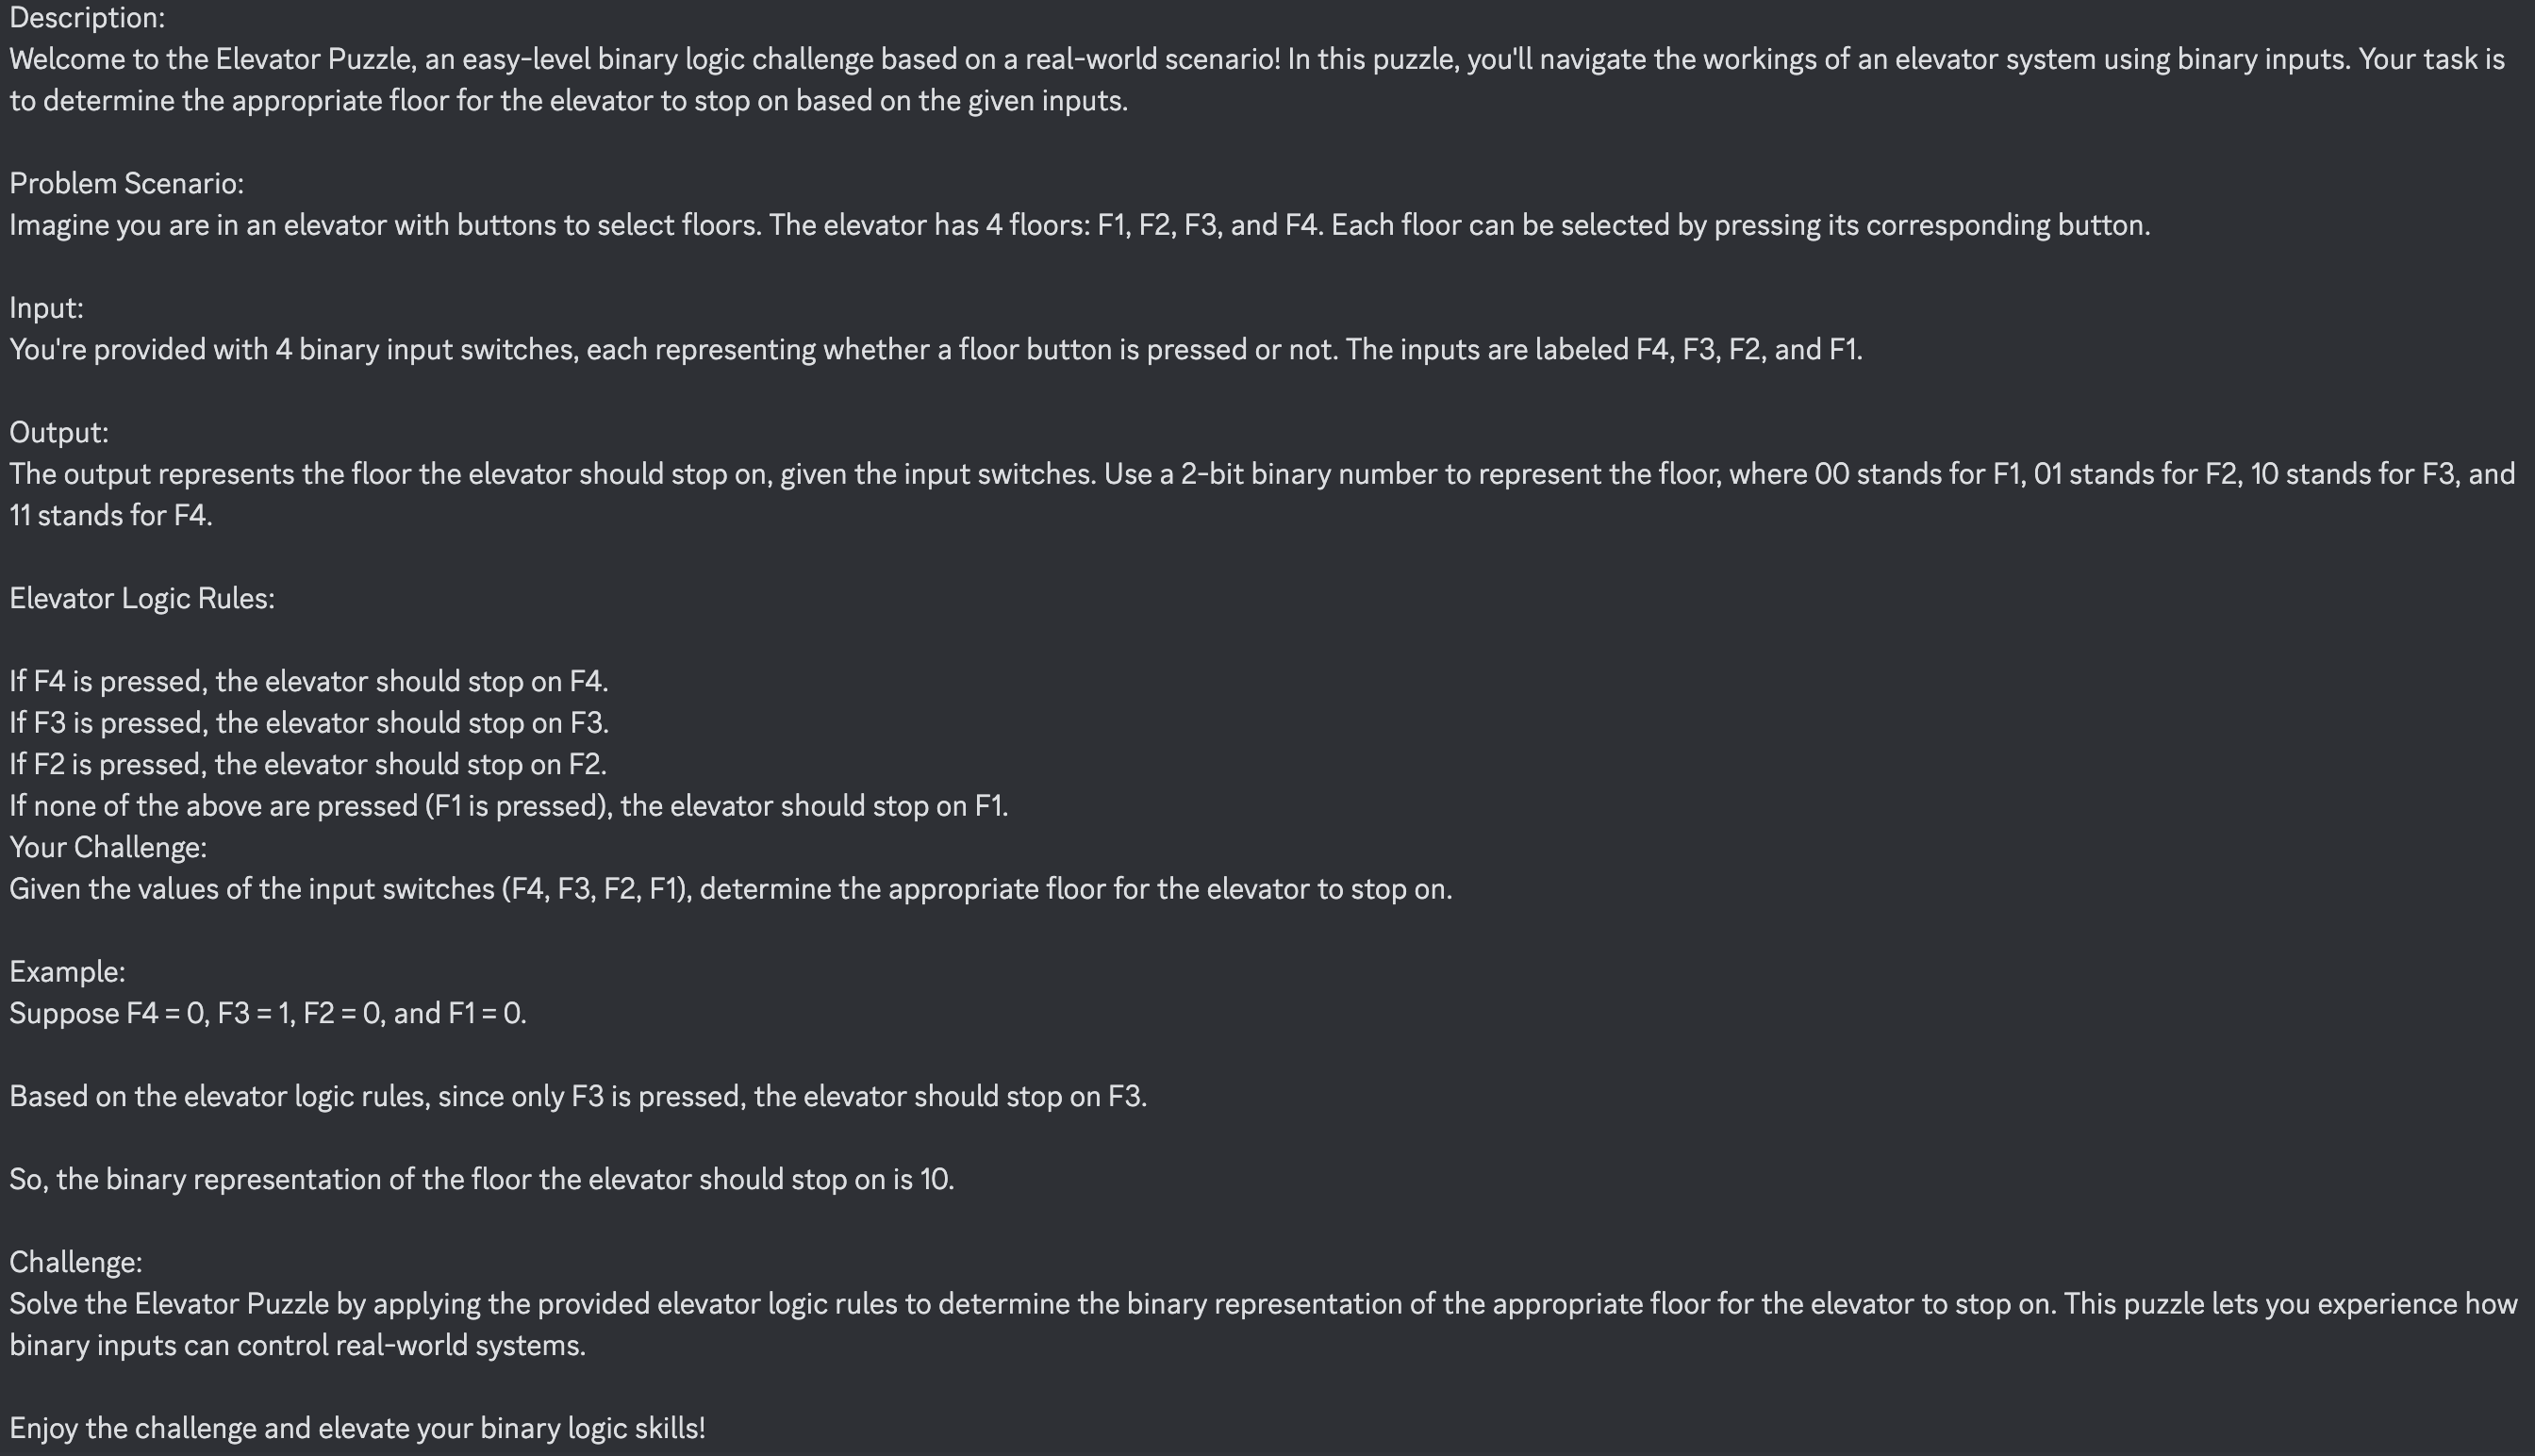 Description:
Welcome to the Elevator Puzzle, an easy-level binary logic challenge based on a real-world scenario! In this puzzle, you'll navigate the workings of an elevator system using binary inputs. Your task is
to determine the appropriate floor for the elevator to stop on based on the given inputs.
Problem Scenario:
Imagine you are in an elevator with buttons to select floors. The elevator has 4 floors: F1, F2, F3, and F4. Each floor can be selected by pressing its corresponding button.
Input:
You're provided with 4 binary input switches, each representing whether a floor button is pressed or not. The inputs are labeled F4, F3, F2, and F1.
Output:
The output represents the floor the elevator should stop on, given the input switches. Use a 2-bit binary number to represent the floor, where 00 stands for F1, 01 stands for F2, 10 stands for F3, and
11 stands for F4.
Elevator Logic Rules:
If F4 is pressed, the elevator should stop on F4.
If F3 is pressed, the elevator should stop on F3.
If F2 is pressed, the elevator should stop on F2.
If none of the above are pressed (F1 is pressed), the elevator should stop on F1.
Your Challenge:
Given the values of the input switches (F4, F3, F2, F1), determine the appropriate floor for the elevator to stop on.
Example:
Suppose F4 = 0, F3 = 1, F2 = 0, and F1 = 0.
Based on the elevator logic rules, since only F3 is pressed, the elevator should stop on F3.
So, the binary representation of the floor the elevator should stop on is 10.
Challenge:
Solve the Elevator Puzzle by applying the provided elevator logic rules to determine the binary representation of the appropriate floor for the elevator to stop on. This puzzle lets you experience how
binary inputs can control real-world systems.
Enjoy the challenge and elevate your binary logic skills!